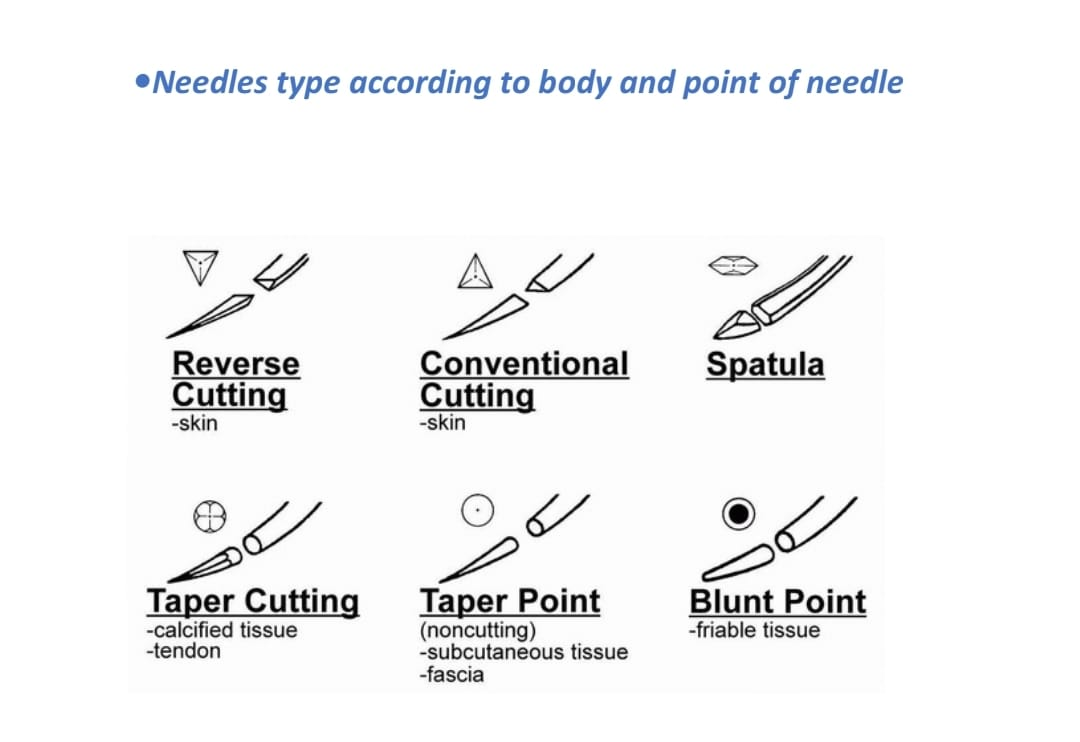 •Needles type according to body and point of needle
Reverse
Cutting
-skin
Conventional
Cutting
-skin
Spatula
Taper Cutting
-calcified tissue
-tendon
Taper Point
(noncutting)
-subcutaneous tissue
-fascia
Blunt Point
-friable tissue